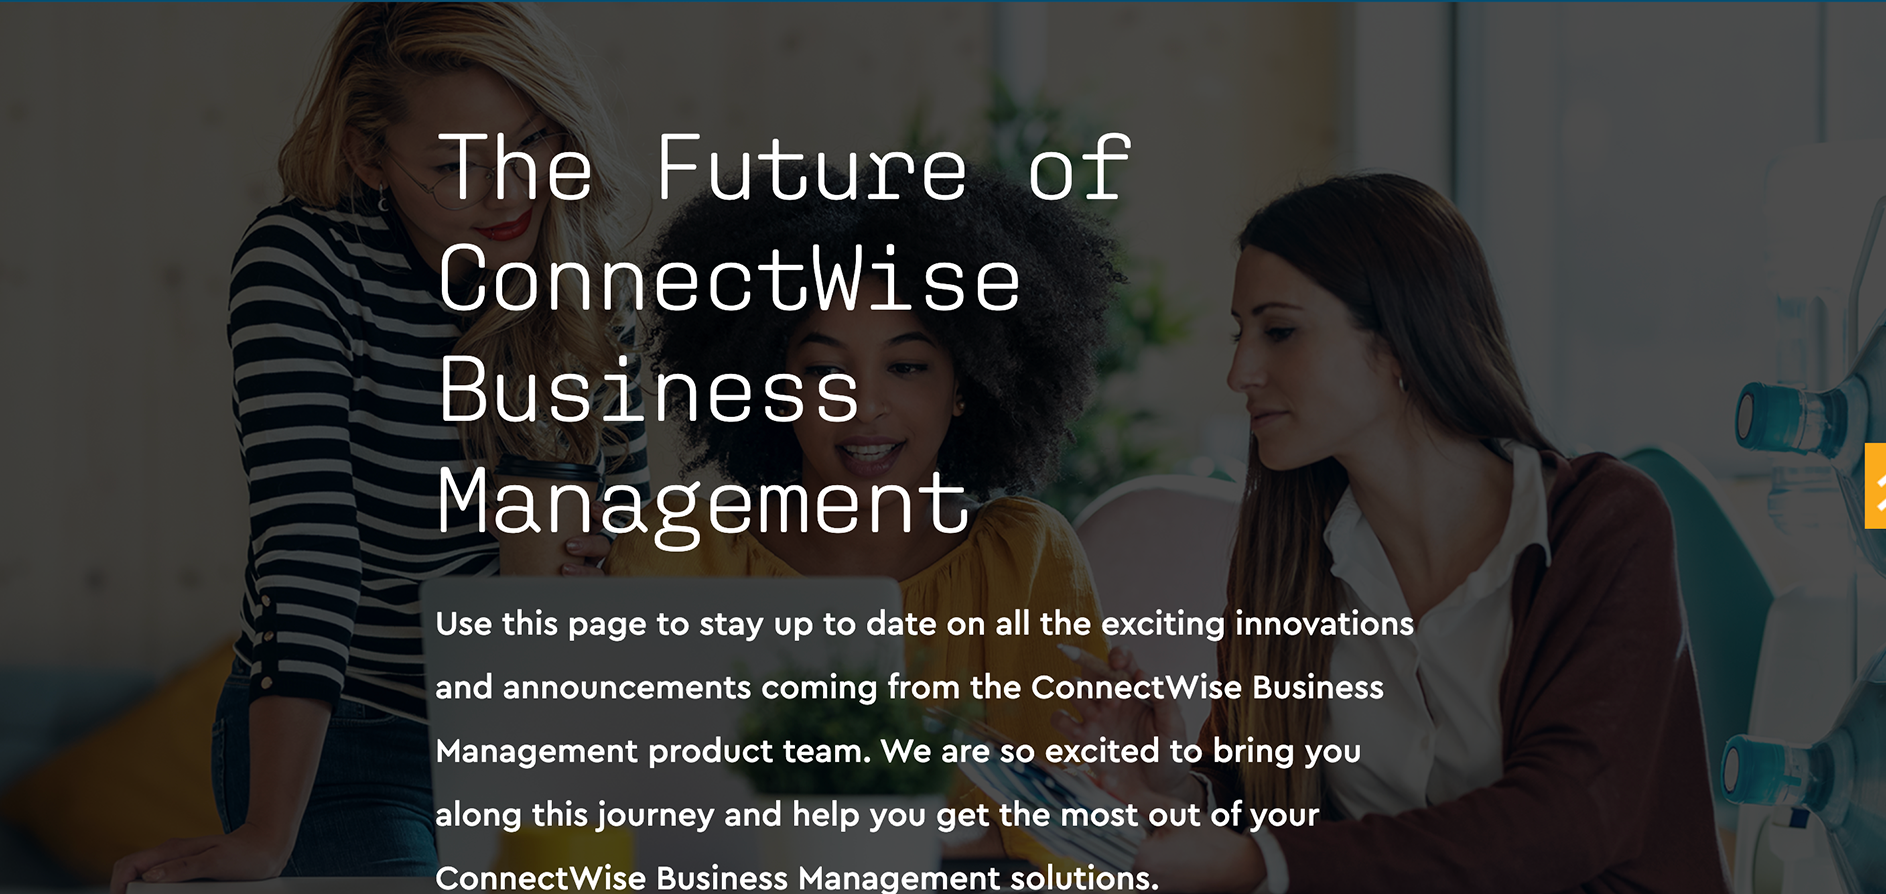 The Future of
ConnectWise
Business
Management
Use this page to stay up to date on all the exciting innovations
and announcements coming from the ConnectWise Business
Management product team. We are so excited to bring you
along this journey and help you get the most out of your
ConnectWise Business Management solutions.